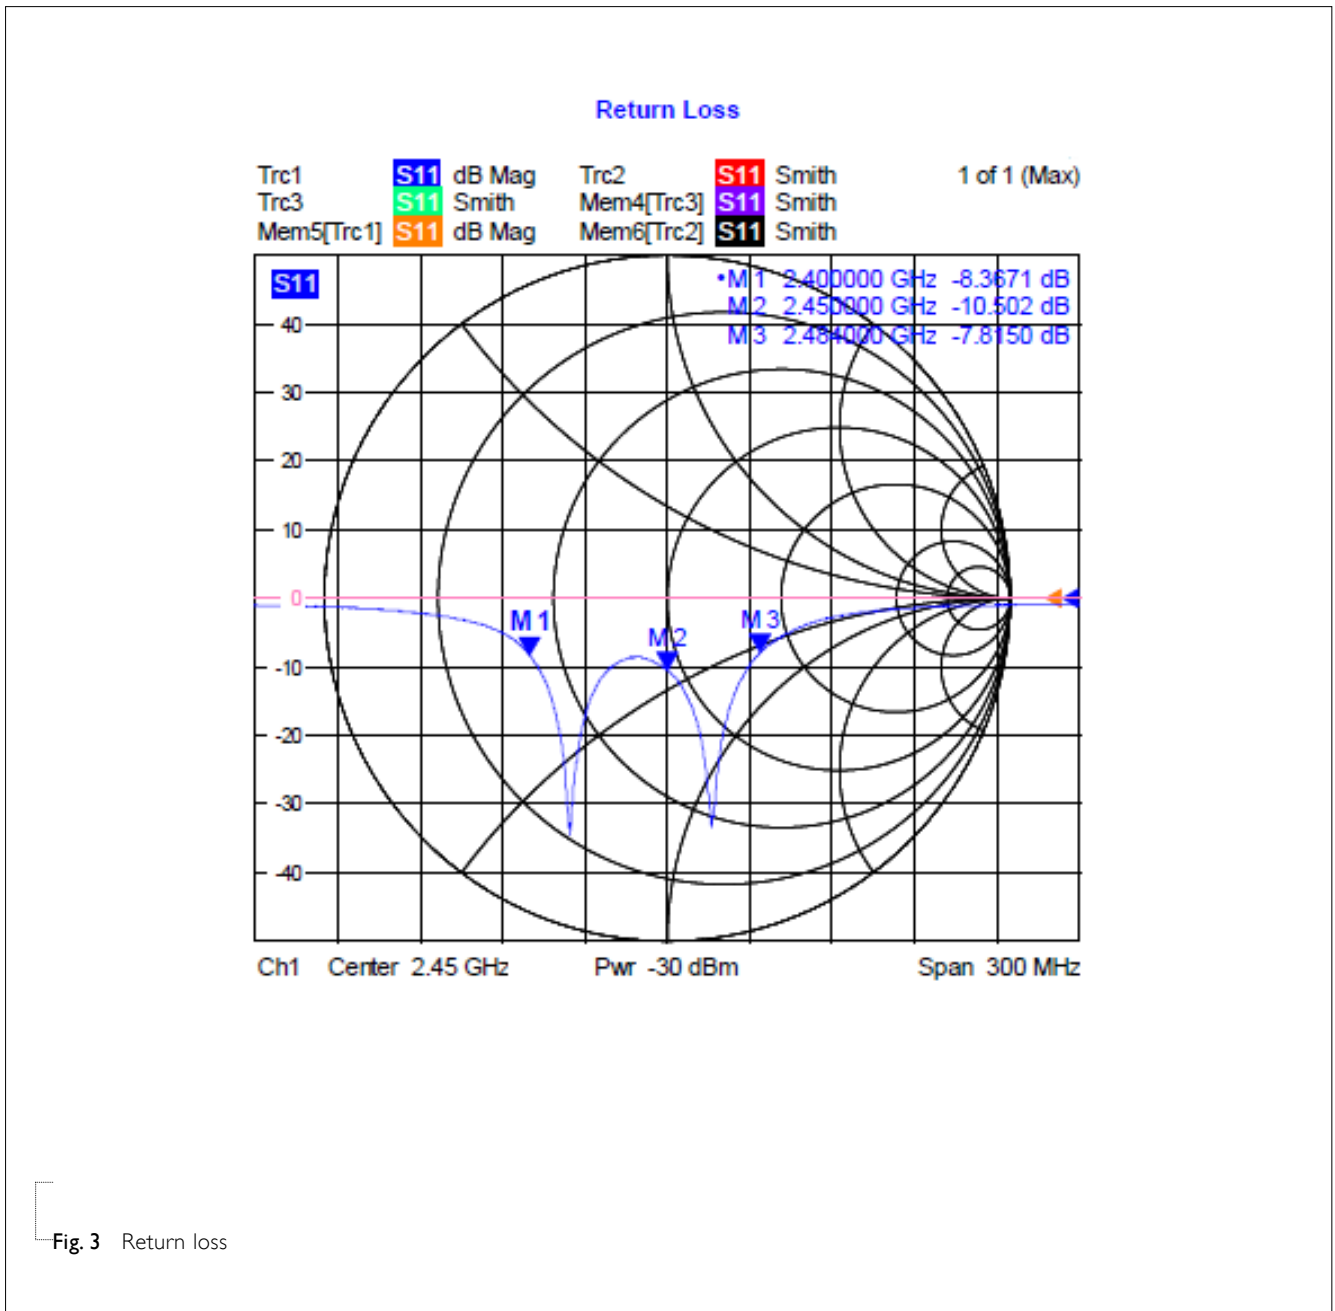 Return Loss
Trc1 S11 dB Mag Trc2 S11 Smith 1 of 1 (Max)
Trc3 S11 Smith Mem4[Trc3] S11 Smith
Mem5[Trc1] S11 dB Mag Mem6[Trc2] S11 Smith
S11 •M 1 2.400000 GHz -8.3671 dB
M 2 2.450000 GHz -10.502 dB
40
M 3 2.484000 GHz -7.8150 dB
30
20
10
0
M 1 M 2 M 3
-10
-20
-30
-40
Ch1 Center 2.45 GHz Pwr -30 dBm Span 300 MHz
Fig. 3 Return loss